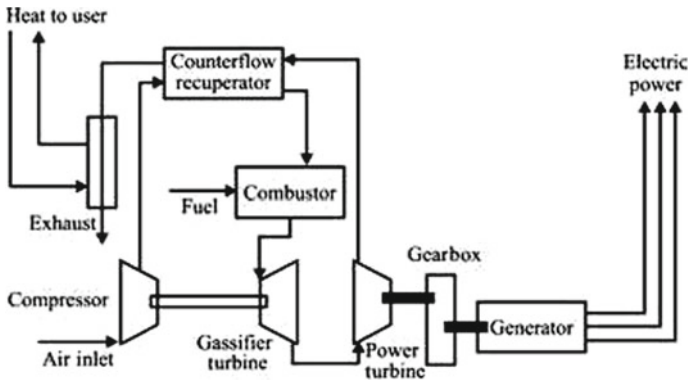 Heat to user
Counterflow
recuperator
Electric
power
Combustor
Fuel
Exhaust
Gearbox
Compressor
Generator
Air inlet
Gassifier
turbine
Power
turbine